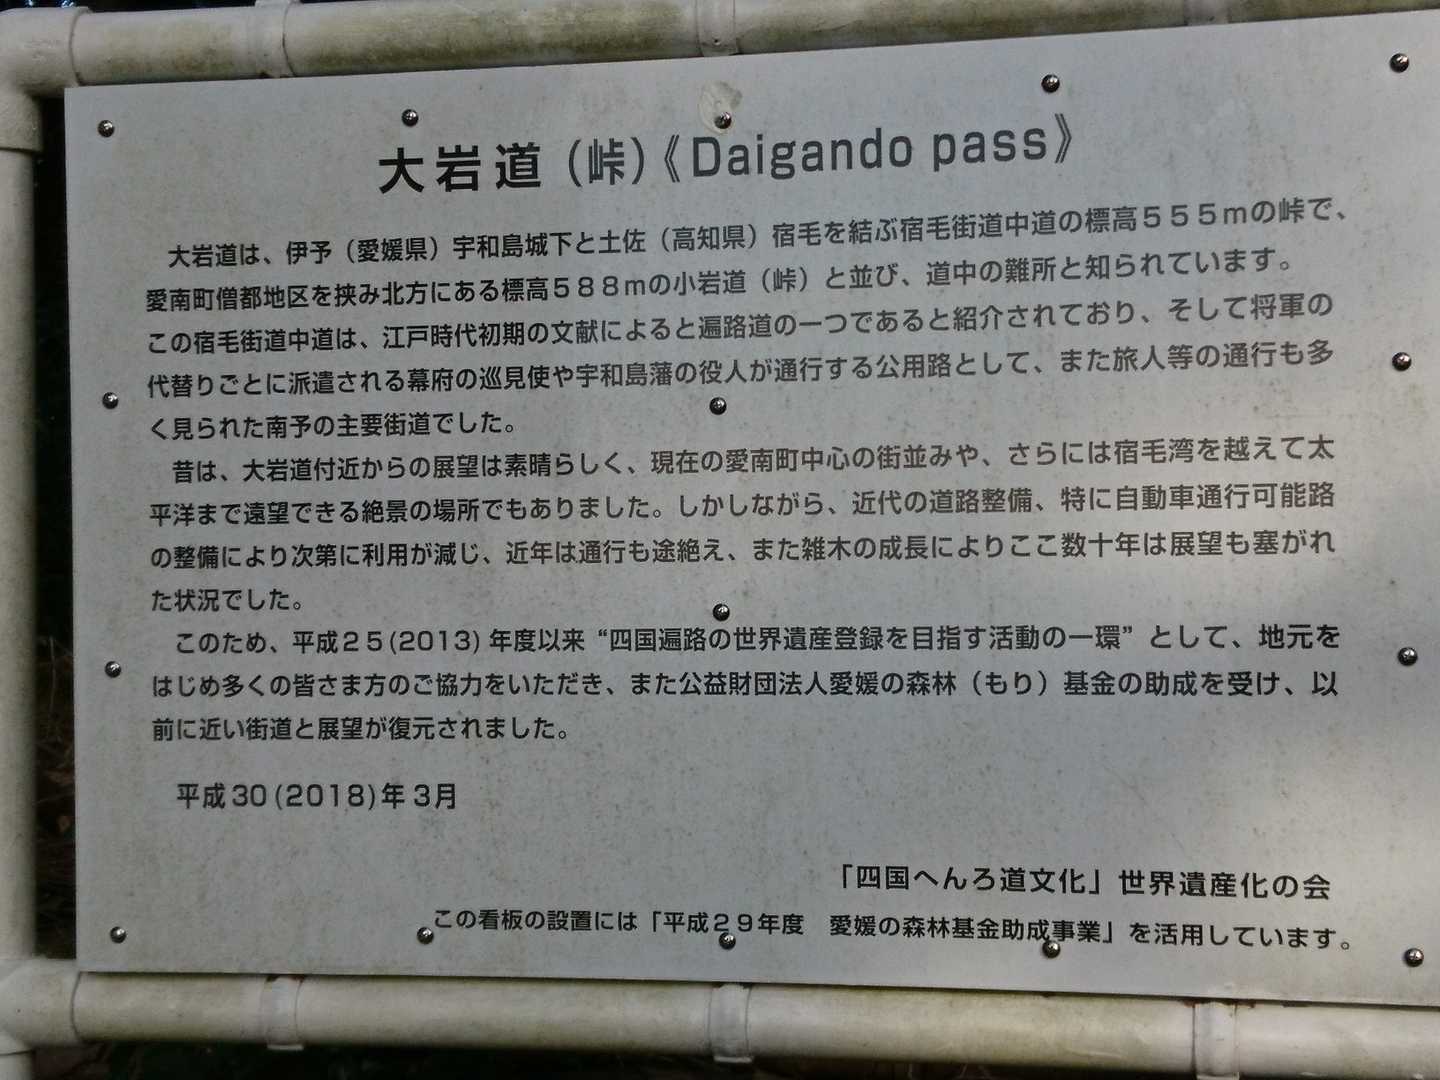 大岩道（峠）《Daigando pass》
大岩道は、伊予（愛媛県）宇和島城下と土佐（高知県）宿毛を結ぶ宿毛街道中道の標高５５５ｍの峠で、
愛南町僧都地区を挟み北方にある標高５８８ｍの小岩道（峠）と並び、道中の難所と知られています。
この宿毛街道中道は、江戸時代初期の文献によると遍路道の一つであると紹介されており、そして将軍の
代替りごとに派遣される幕府の巡見使や宇和島藩の役人が通行する公用路として、また旅人等の通行も多
く見られた南予の主要街道でした。
昔は、大岩道付近からの展望は素晴らしく、現在の愛南町中心の街並みや、さらには宿毛湾を越えて太
平洋まで遠望できる絶景の場所でもありました。しかしながら、近代の道路整備、特に自動車通行可能路
の整備により次第に利用が減じ、近年は通行も途絶え、また雑木の成長によりここ数十年は展望も塞がれ
た状況でした。
このため、平成２５(2013) 年度以来 “四国遍路の世界遺産登録を目指す活動の一環” として、地元を
はじめ多くの皆さま方のご協力をいただき、また公益財団法人愛媛の森林（もり）基金の助成を受け、以
前に近い街道と展望が復元されました。
平成30(2018)年３月
「四国へんろ道文化」世界遺産化の会
この看板の設置には「平成２９年度　愛媛の森林基金助成事業」を活用しています。